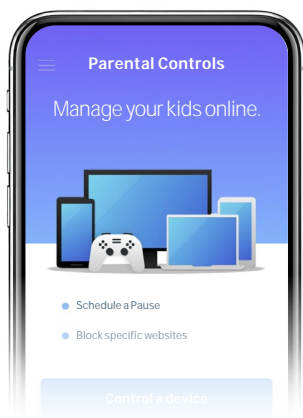 Parental Controls
Manage your kids online.
Schedule a Pause
Block specific websites
Control a device